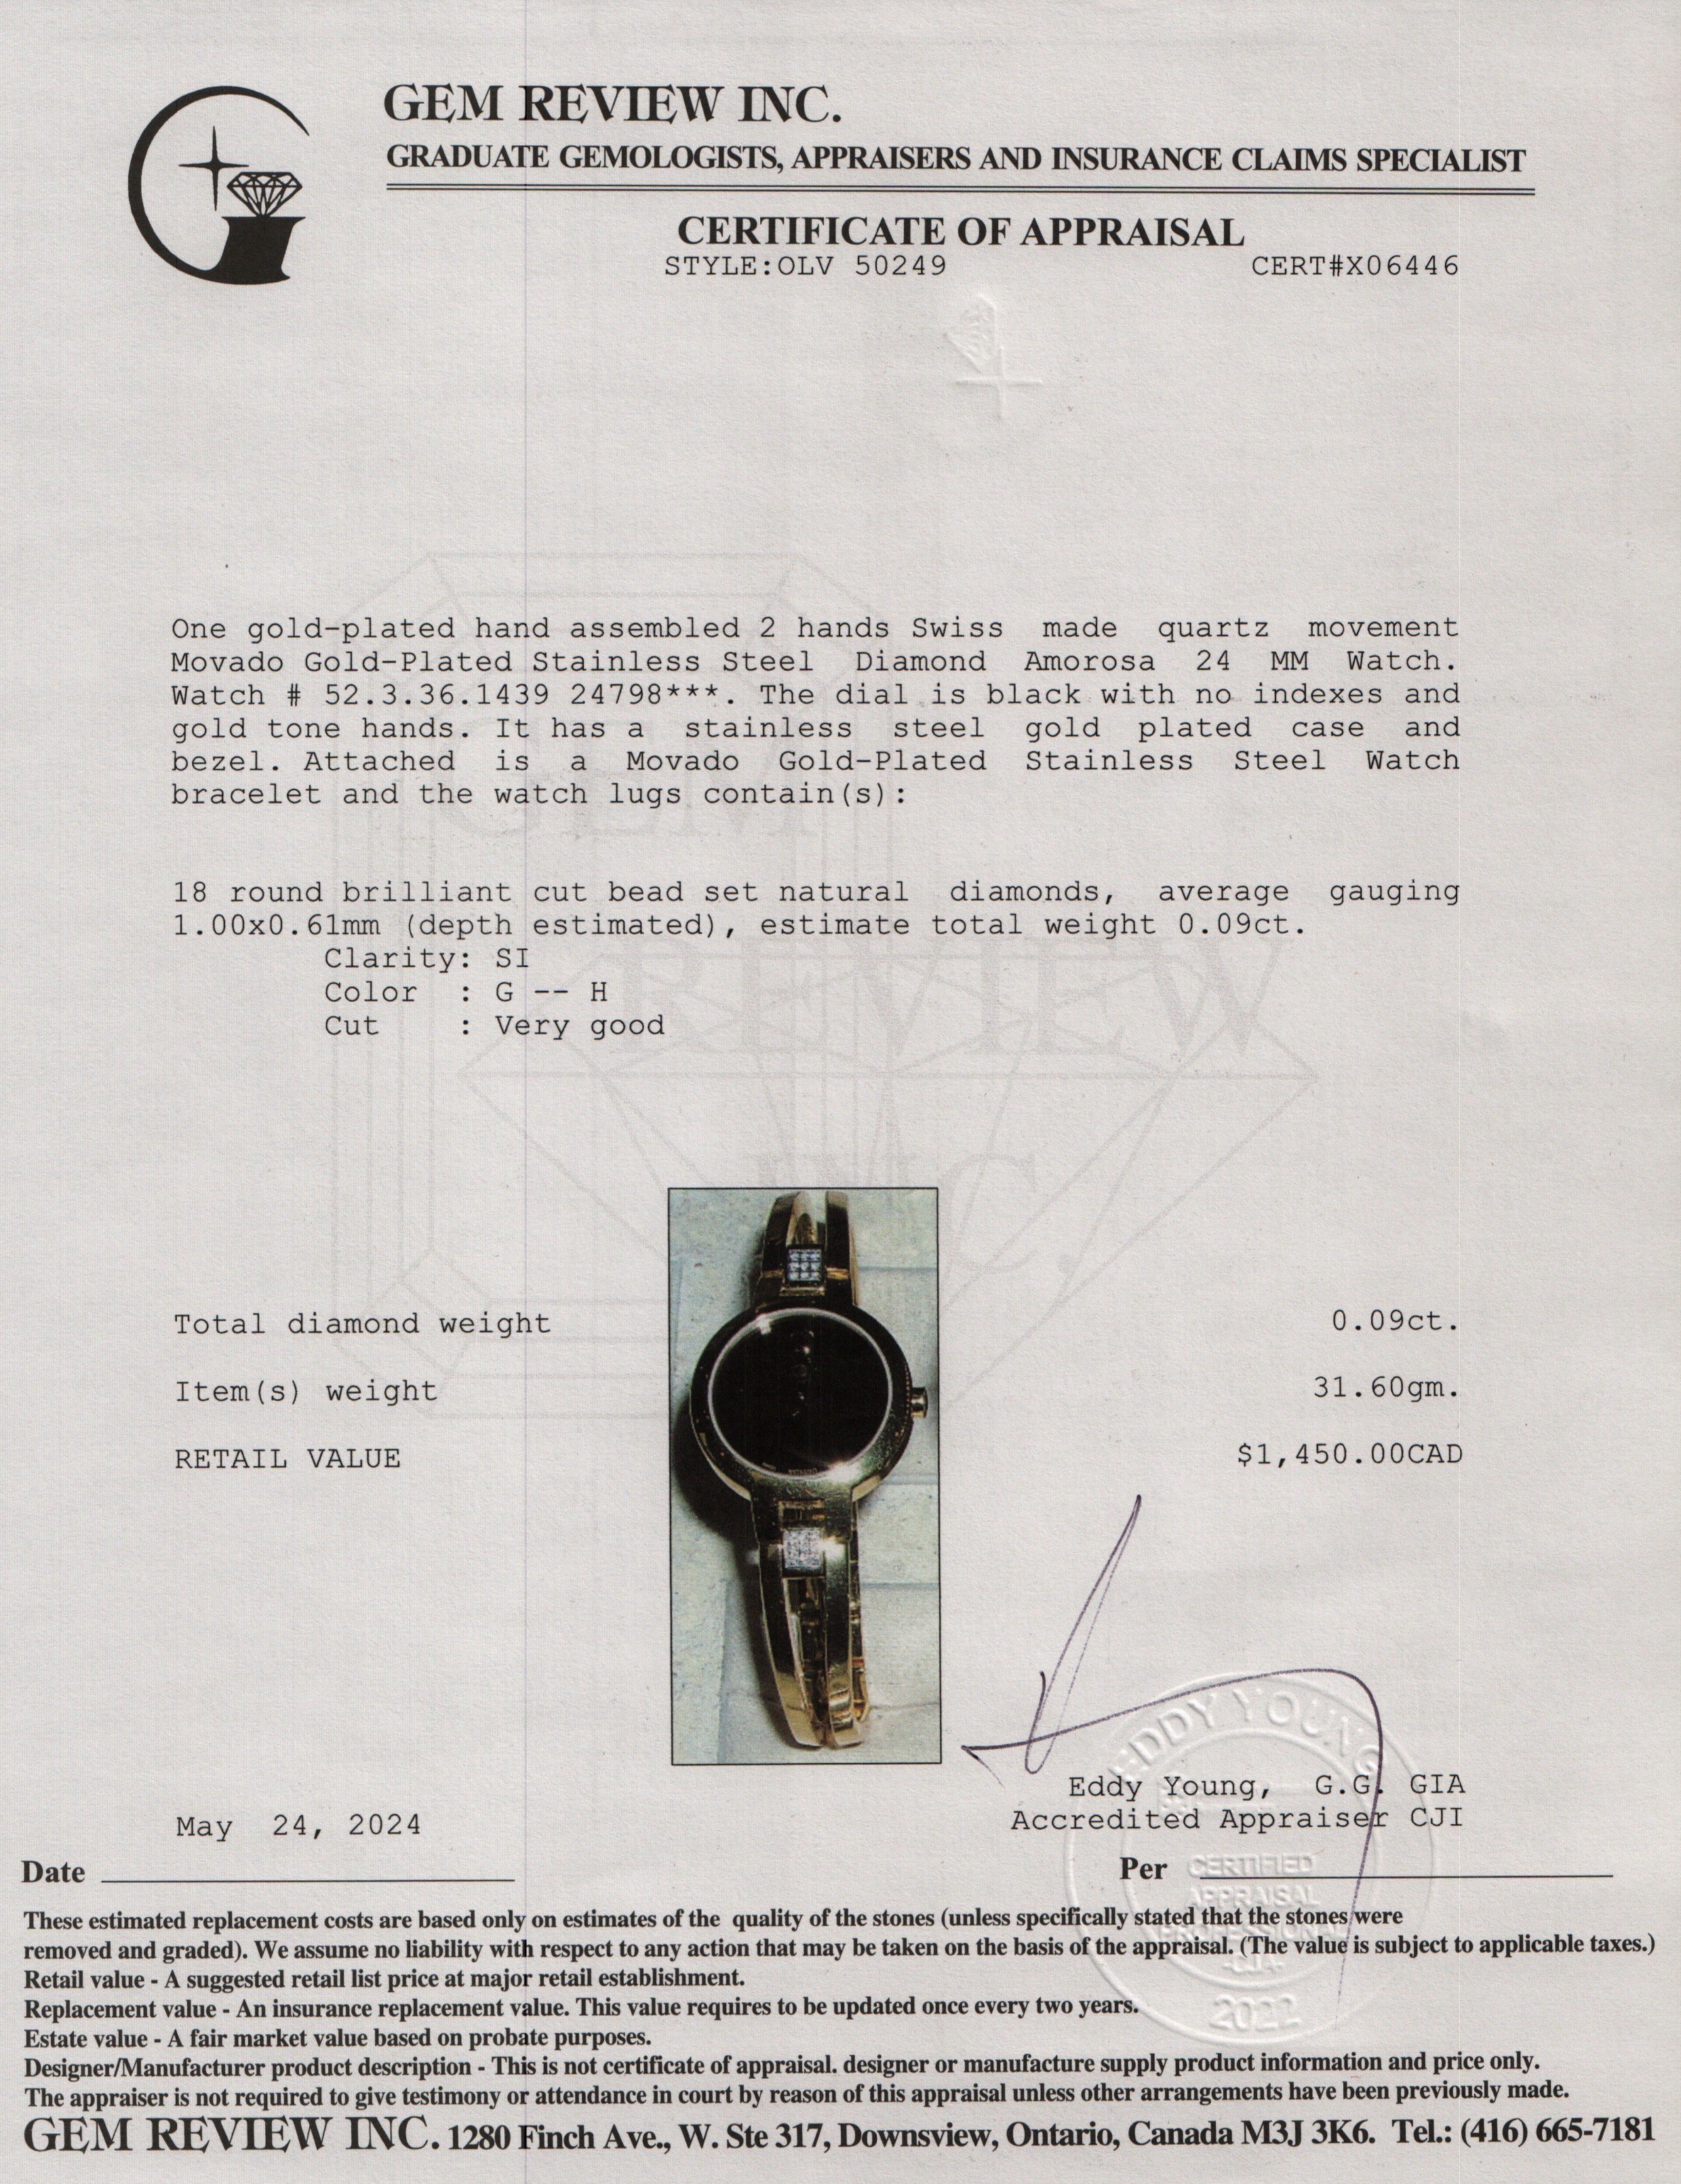 GEM REVIEW INC.
GRADUATE GEMOLOGISTS, APPRAISERS AND INSURANCE CLAIMS SPECIALIST
CERTIFICATE OF APPRAISAL
STYLE:OLV 50249 CERT#X06446
One gold-plated hand assembled 2 hands Swiss made quartz movement
Movado Gold-Plated Stainless Steel Diamond Amorosa 24 MM Watch.
Watch # 52.3.36.1439 24798***. The dial is black with no indexes and
gold tone hands. It has a stainless steel gold plated case and
bezel. Attached is a Movado Gold-Plated Stainless Steel Watch
bracelet and the watch lugs contain(s):
18 round brilliant cut bead set natural diamonds, average gauging
1.00x0.61mm (depth estimated), estimate total weight 0.09ct.
Clarity: SI
Color : G -- H
Cut : Very good
Total diamond weight 0.09ct.
Item(s) weight 31.60gm.
RETAIL VALUE $1,450.00CAD
EDDY YOUNG
Eddy Young, G.G. GIA
Accredited Appraiser CJI
May 24, 2024
Date
Per
CERTIFIED
APPRAISAL
PROFESSIONAL
2022
These estimated replacement costs are based only on estimates of the quality of the stones (unless specifically stated that the stones were
removed and graded). We assume no liability with respect to any action that may be taken on the basis of the appraisal. (The value is subject to applicable taxes.)
Retail value - A suggested retail list price at major retail establishment.
Replacement value - An insurance replacement value. This value requires to be updated once every two years.
Estate value - A fair market value based on probate purposes.
Designer/Manufacturer product description - This is not certificate of appraisal. designer or manufacture supply product information and price only.
The appraiser is not required to give testimony or attendance in court by reason of this appraisal unless other arrangements have been previously made.
GEM REVIEW INC. 1280 Finch Ave., W. Ste 317, Downsview, Ontario, Canada M3J 3K6. Tel.: (416) 665-7181